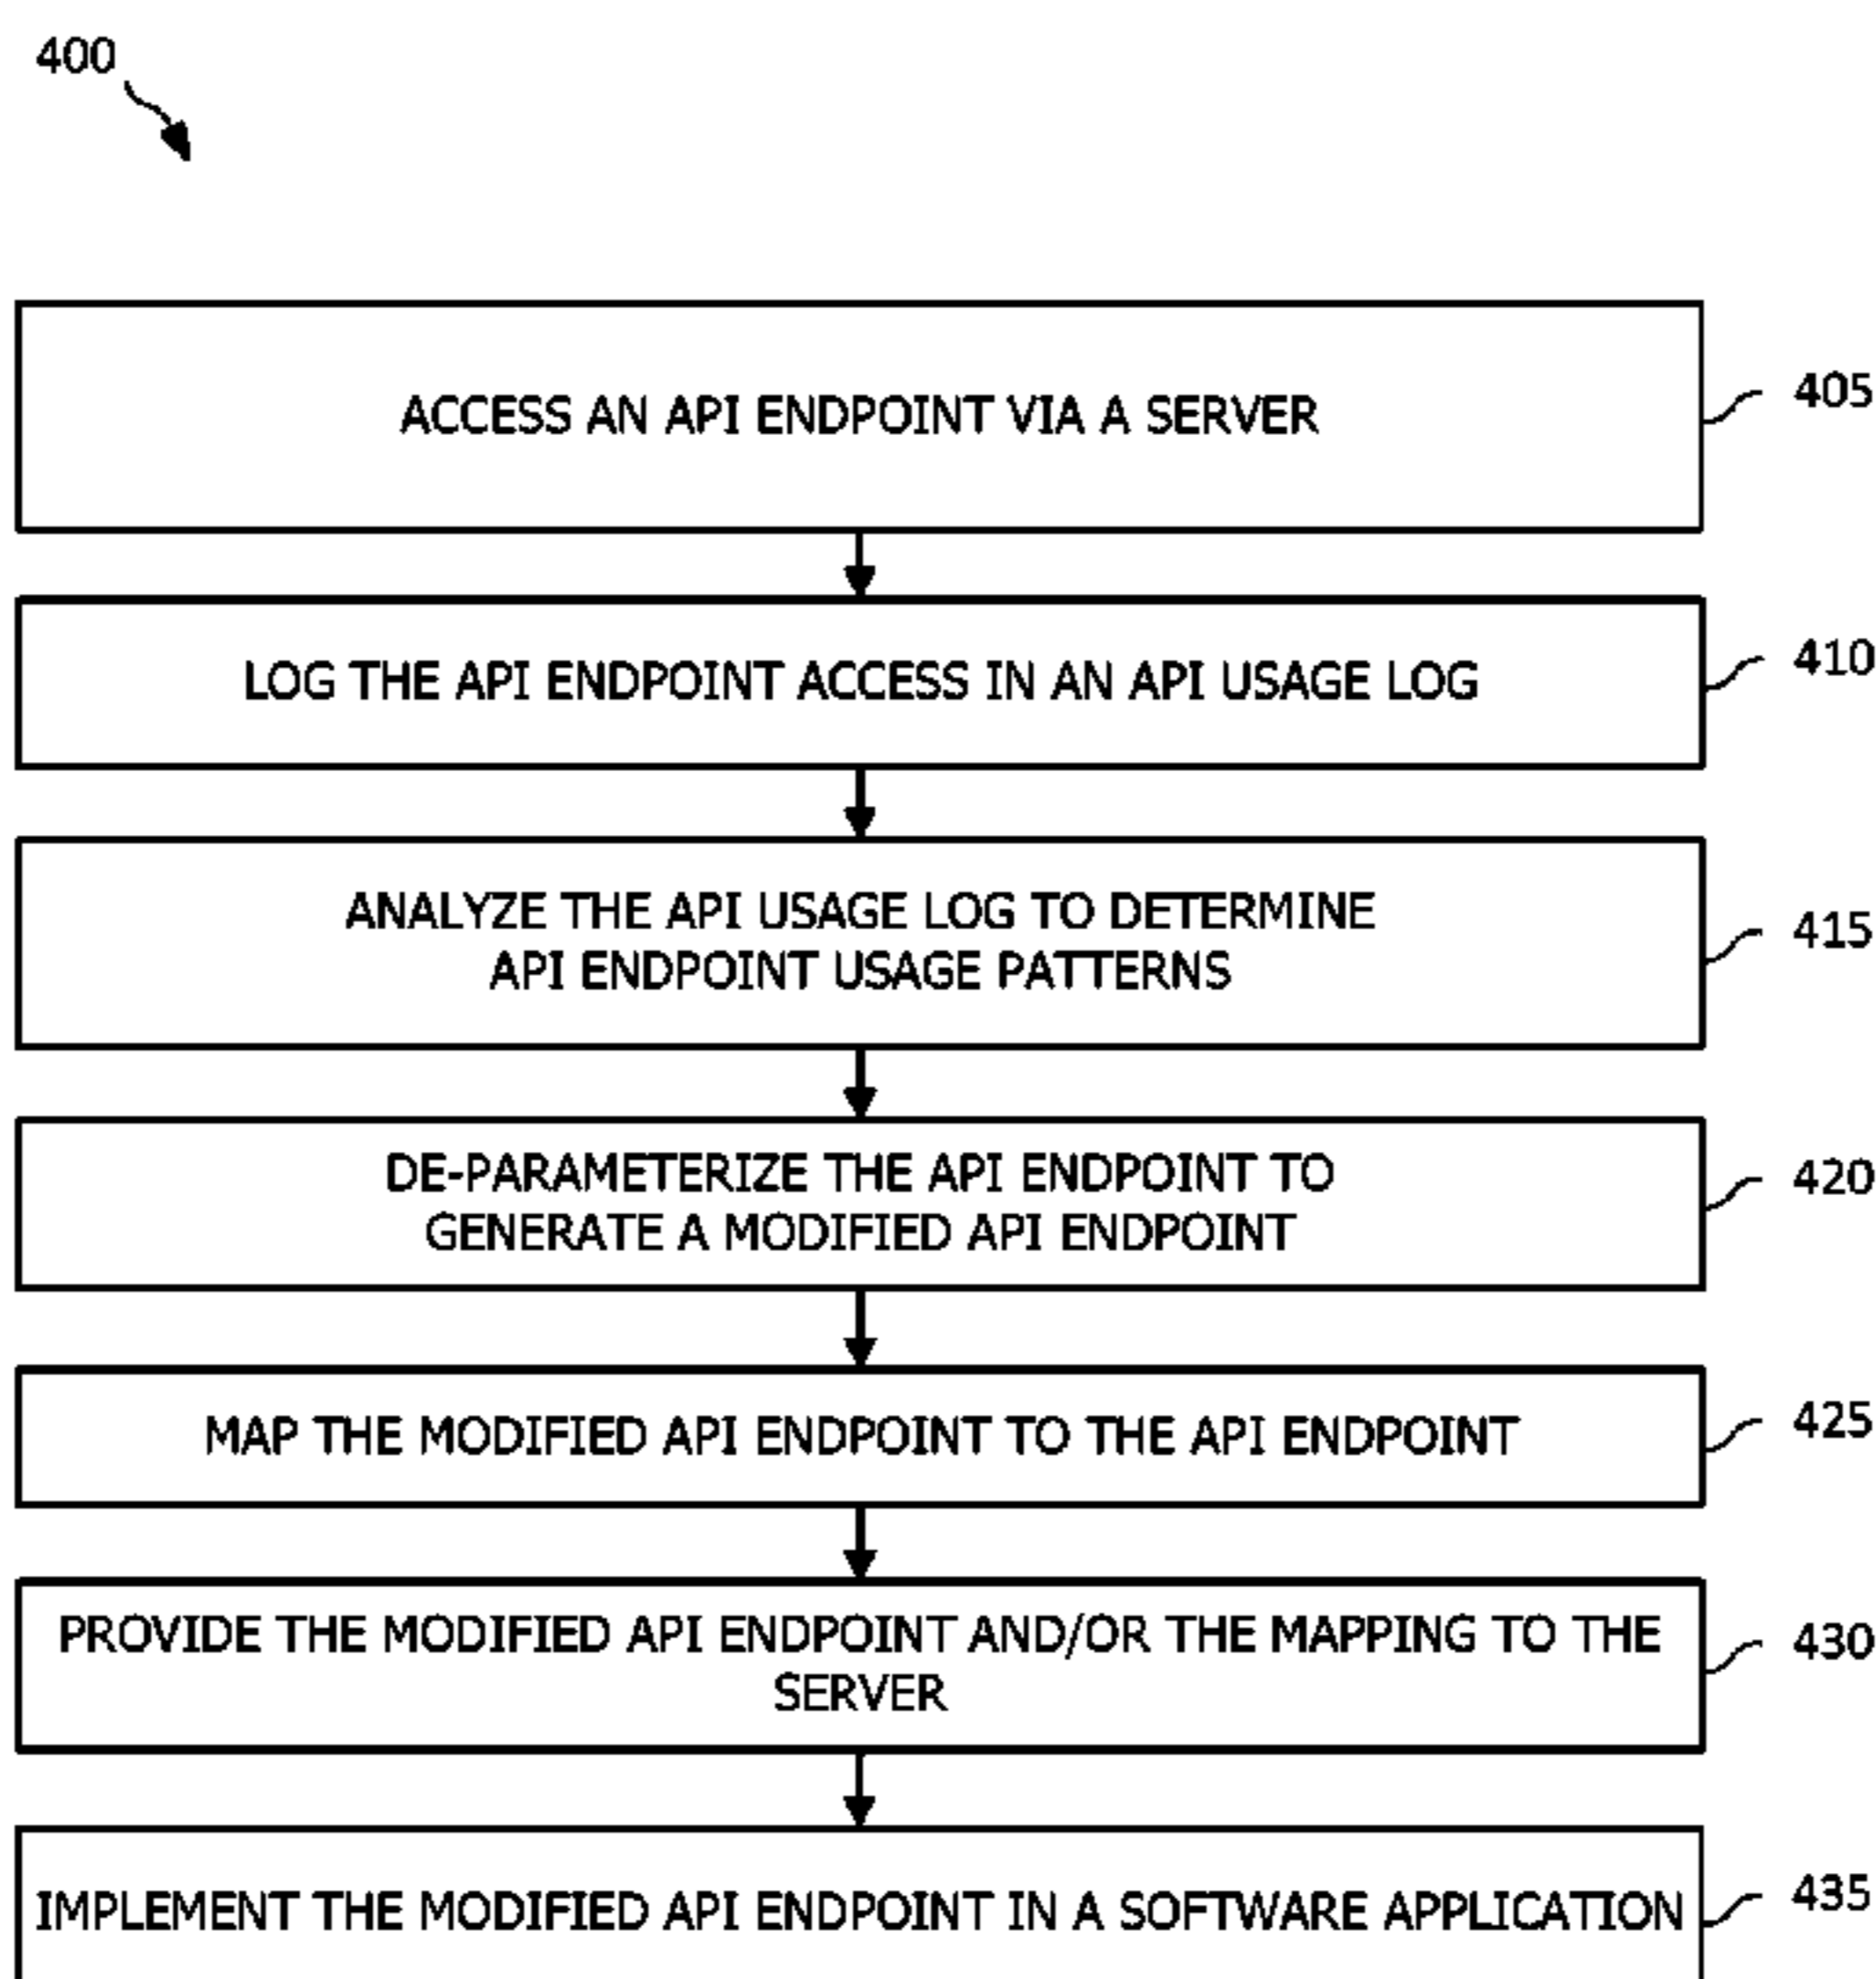 400
ACCESS AN API ENDPOINT VIA A SERVER
405
LOG THE API ENDPOINT ACCESS IN AN API USAGE LOG
410
ANALYZE THE API USAGE LOG TO DETERMINE
API ENDPOINT USAGE PATTERNS
415
DE-PARAMETERIZE THE API ENDPOINT TO
GENERATE A MODIFIED API ENDPOINT
420
MAP THE MODIFIED API ENDPOINT TO THE API ENDPOINT
425
PROVIDE THE MODIFIED API ENDPOINT AND/OR THE MAPPING TO THE
SERVER
430
IMPLEMENT THE MODIFIED API ENDPOINT IN A SOFTWARE APPLICATION
435